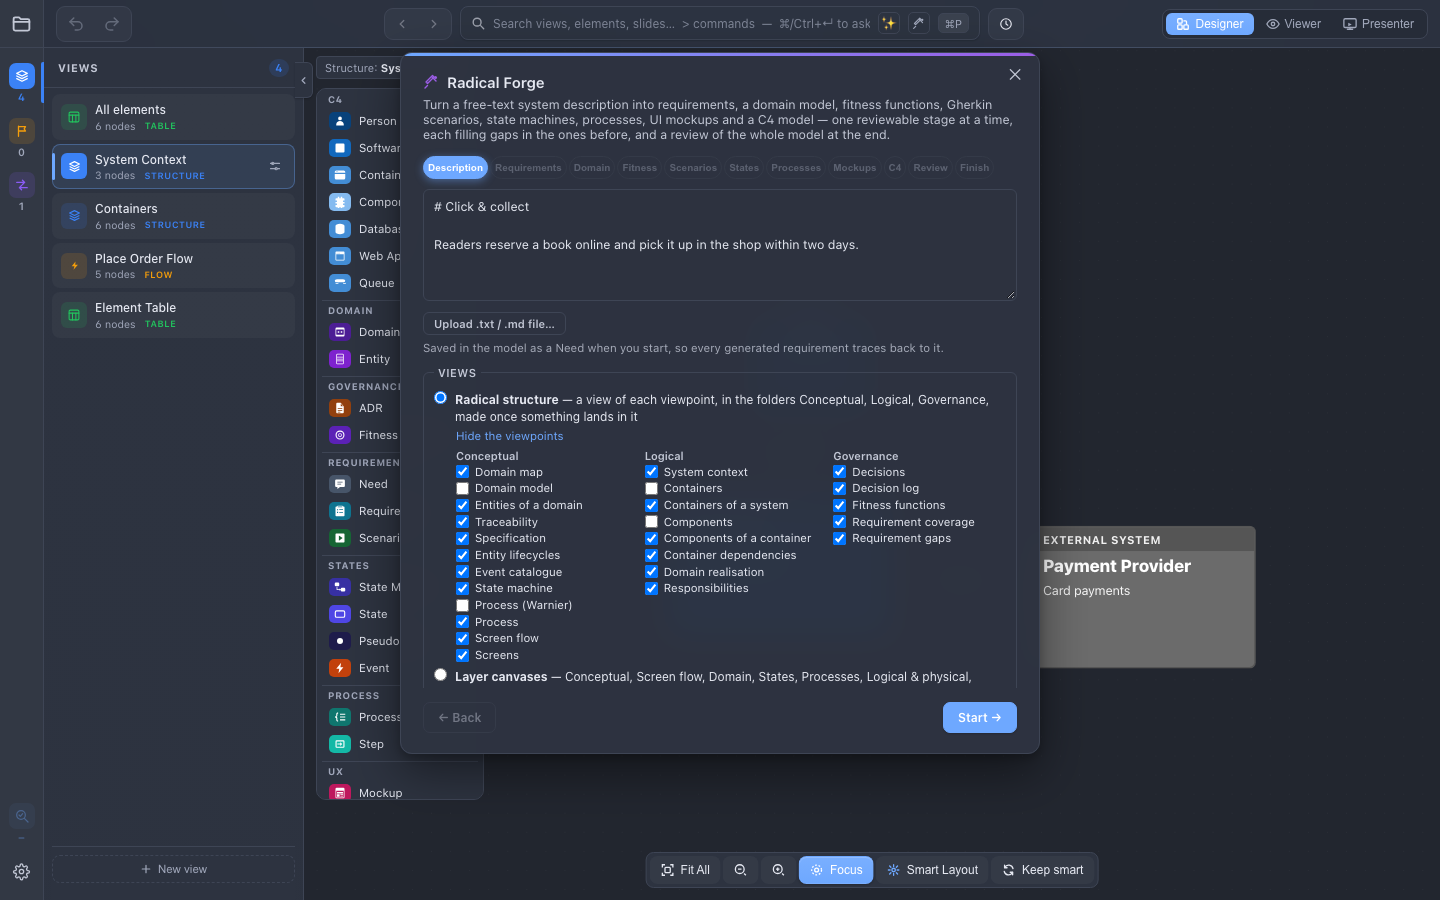 Search views, elements, slides... > commands — ⌘/Ctrl+↵ to ask
⌘P
Designer
Viewer
Presenter
4
0
1
VIEWS
4
All elements
6 nodes TABLE
System Context
3 nodes STRUCTURE
Containers
6 nodes STRUCTURE
Place Order Flow
5 nodes FLOW
Element Table
6 nodes TABLE
+ New view
Structure: Sys
C4
Person
Softwar
Contain
Compo
Databas
Web Ap
Queue
DOMAIN
Domain
Entity
GOVERNANC
ADR
Fitness
REQUIREMEN
Need
Require
Scenari
STATES
State M
State
Pseudo
Event
PROCESS
Process
Step
UX
Mockup
Radical Forge
Turn a free-text system description into requirements, a domain model, fitness functions, Gherkin
scenarios, state machines, processes, UI mockups and a C4 model — one reviewable stage at a time,
each filling gaps in the ones before, and a review of the whole model at the end.
Description Requirements Domain Fitness Scenarios States Processes Mockups C4 Review Finish
# Click & collect
Readers reserve a book online and pick it up in the shop within two days.
Upload .txt / .md file...
Saved in the model as a Need when you start, so every generated requirement traces back to it.
VIEWS
Radical structure — a view of each viewpoint, in the folders Conceptual, Logical, Governance,
made once something lands in it
Hide the viewpoints
Conceptual
Domain map
Domain model
Entities of a domain
Traceability
Specification
Entity lifecycles
Event catalogue
State machine
Process (Warnier)
Process
Screen flow
Screens
Logical
System context
Containers
Containers of a system
Components
Components of a container
Container dependencies
Domain realisation
Responsibilities
Governance
Decisions
Decision log
Fitness functions
Requirement coverage
Requirement gaps
Layer canvases — Conceptual, Screen flow, Domain, States, Processes, Logical & physical,
← Back
Start →
EXTERNAL SYSTEM
Payment Provider
Card payments
Fit All
Focus
Smart Layout
Keep smart